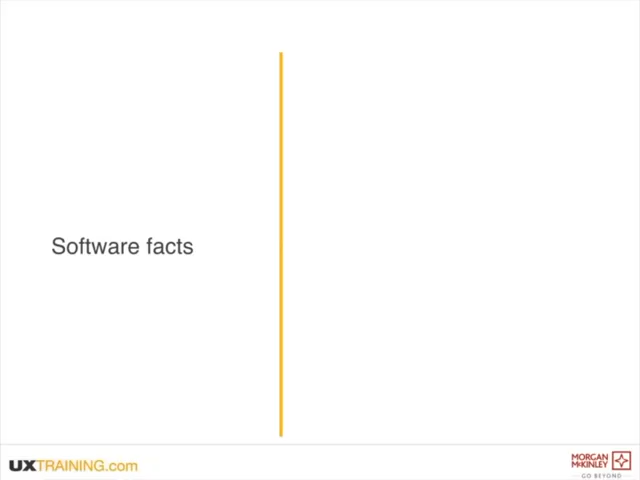 Software facts
UXTRAINING.com
MORGAN
McKINLEY
GO BEYOND